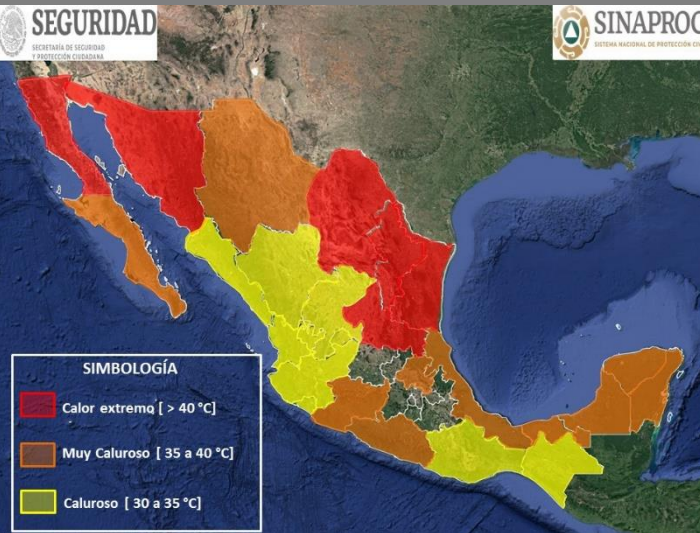 SEGURIDAD
SECRETARÍA DE SEGURIDAD
Y PROTECCIÓN CIUDADANA
SINAPROC
SISTEMA NACIONAL DE PROTECCIÓN CIV
SIMBOLOGÍA
Calor extremo [ > 40 °C]
Muy Caluroso [ 35 a 40 °C]
Caluroso [ 30 a 35 °C]